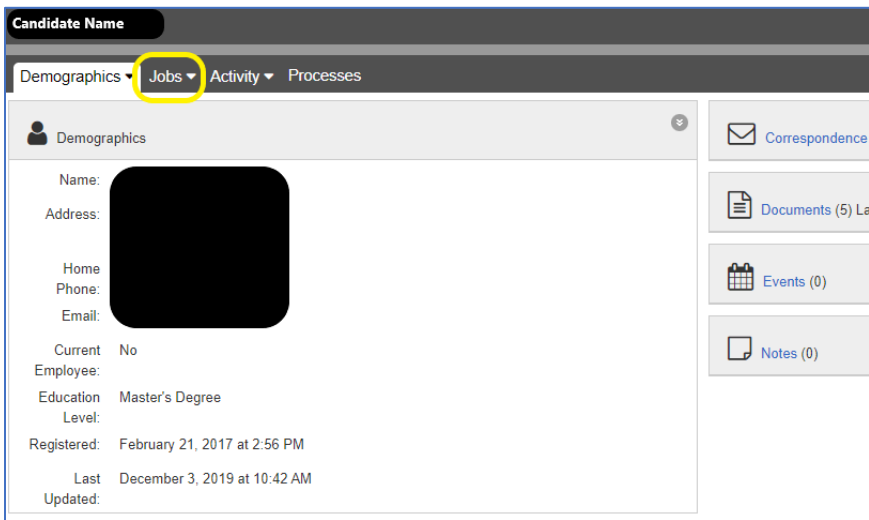 Candidate Name
Demographics Jobs Activity Processes
Demographics
Name:
Address:
Home
Phone:
Email:
Current No
Employee:
Education Master's Degree
Level:
Registered: February 21, 2017 at 2:56 PM
Last December 3, 2019 at 10:42 AM
Updated:
Correspondence
Documents (5) La
Events (0)
Notes (0)